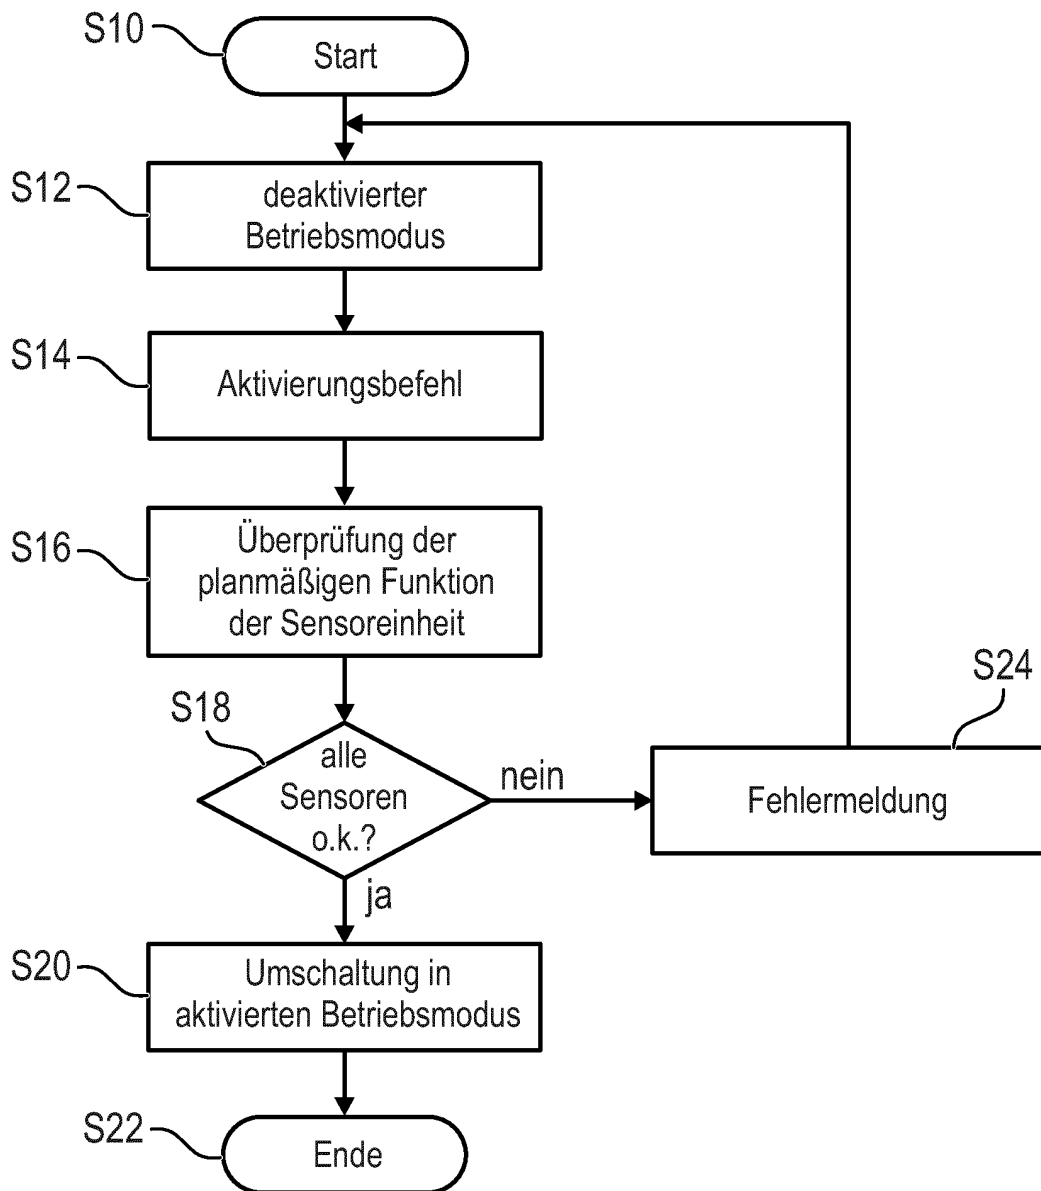 S10
Start
S12
deaktivierter
Betriebsmodus
S14
Aktivierungsbefehl
S16
Überprüfung der
planmäßigen Funktion
der Sensoreinheit
S18
alle
Sensoren
o.k.?
nein
S24
Fehlermeldung
ja
S20
Umschaltung in
aktivierten Betriebsmodus
S22
Ende